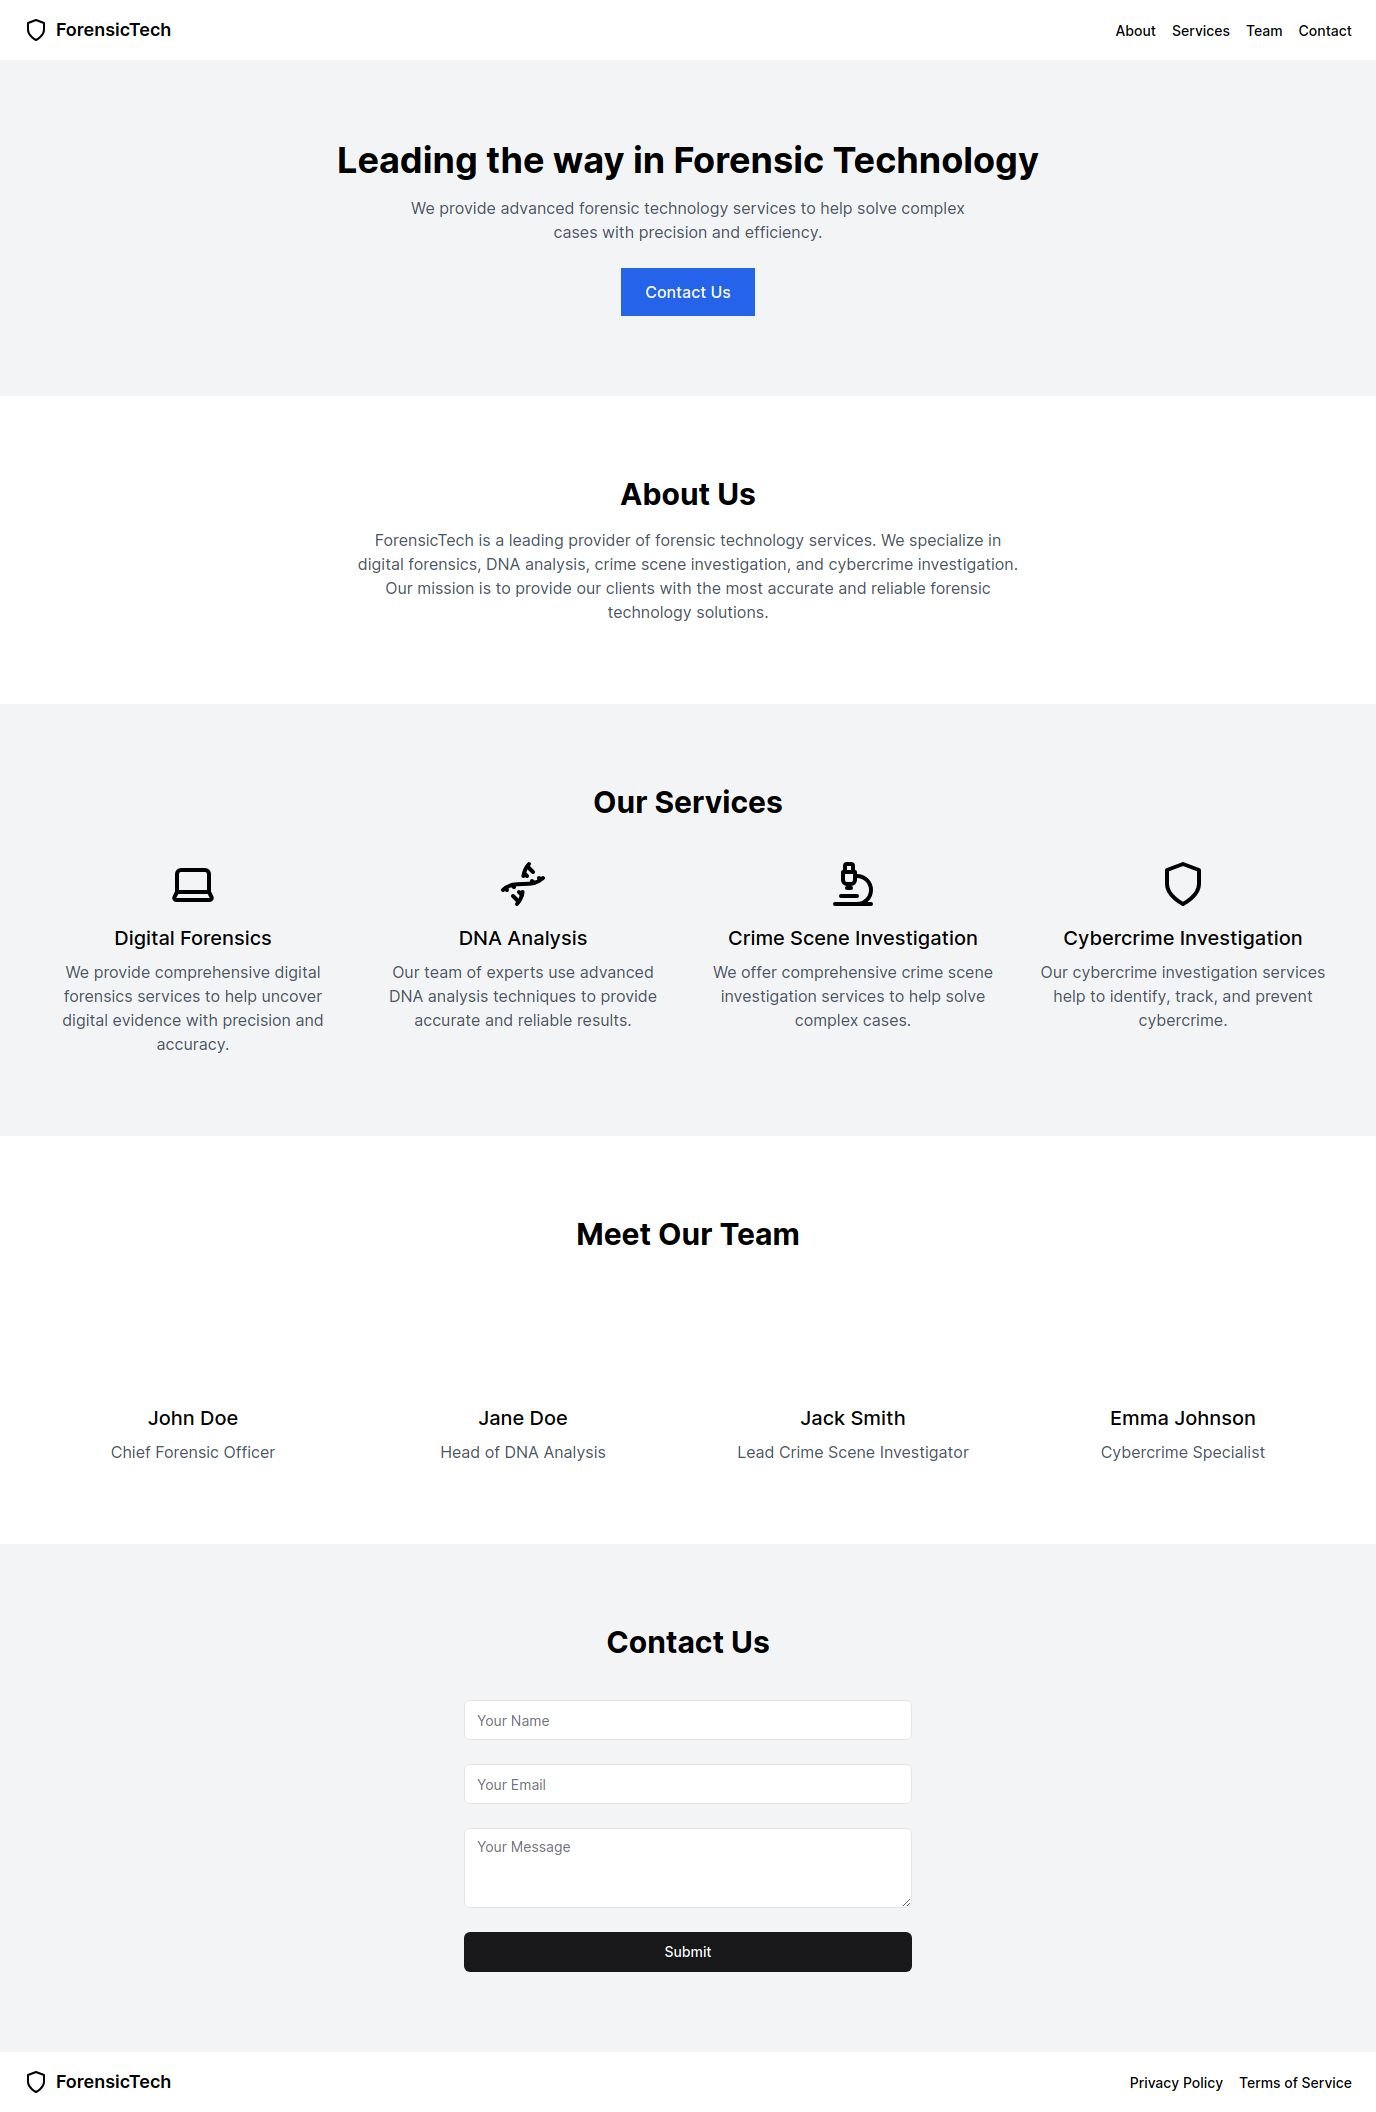 ForensicTech
About Services Team Contact
Leading the way in Forensic Technology
We provide advanced forensic technology services to help solve complex
cases with precision and efficiency.
Contact Us
About Us
ForensicTech is a leading provider of forensic technology services. We specialize in
digital forensics, DNA analysis, crime scene investigation, and cybercrime investigation.
Our mission is to provide our clients with the most accurate and reliable forensic
technology solutions.
Our Services
Digital Forensics
We provide comprehensive digital
forensics services to help uncover
digital evidence with precision and
accuracy.
DNA Analysis
Our team of experts use advanced
DNA analysis techniques to provide
accurate and reliable results.
Crime Scene Investigation
We offer comprehensive crime scene
investigation services to help solve
complex cases.
Cybercrime Investigation
Our cybercrime investigation services
help to identify, track, and prevent
cybercrime.
Meet Our Team
John Doe
Chief Forensic Officer
Jane Doe
Head of DNA Analysis
Jack Smith
Lead Crime Scene Investigator
Emma Johnson
Cybercrime Specialist
Contact Us
Your Name
Your Email
Your Message
Submit
ForensicTech
Privacy Policy Terms of Service